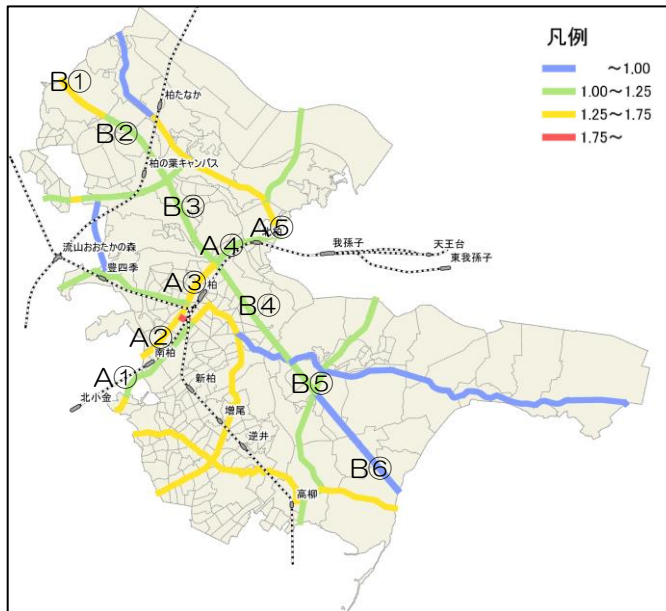 凡例
～1.00
1.00～1.25
1.25～1.75
1.75～
B①
柏たなか
B②
柏の葉キャンパス
B③
A⑤
A④
流山おおたかの森
我孫子
天王台
東我孫子
豊四季
A③
柏
B④
A②
南柏
A①
新柏
B⑤
北小金
増尾
逆井
B⑥
高柳